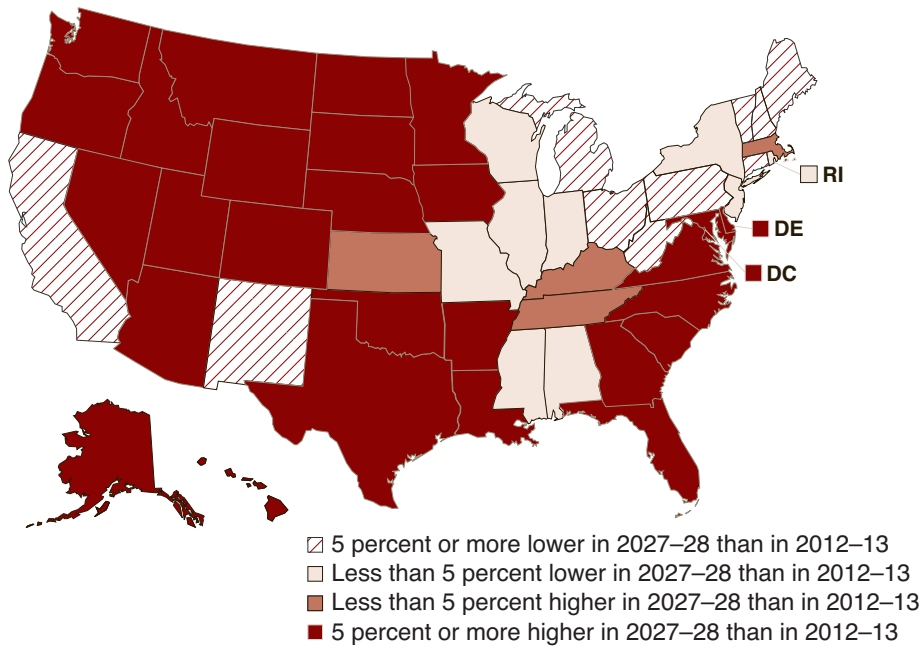 RI
DE
DC
5 percent or more lower in 2027–28 than in 2012–13
Less than 5 percent lower in 2027–28 than in 2012–13
Less than 5 percent higher in 2027–28 than in 2012–13
5 percent or more higher in 2027–28 than in 2012–13